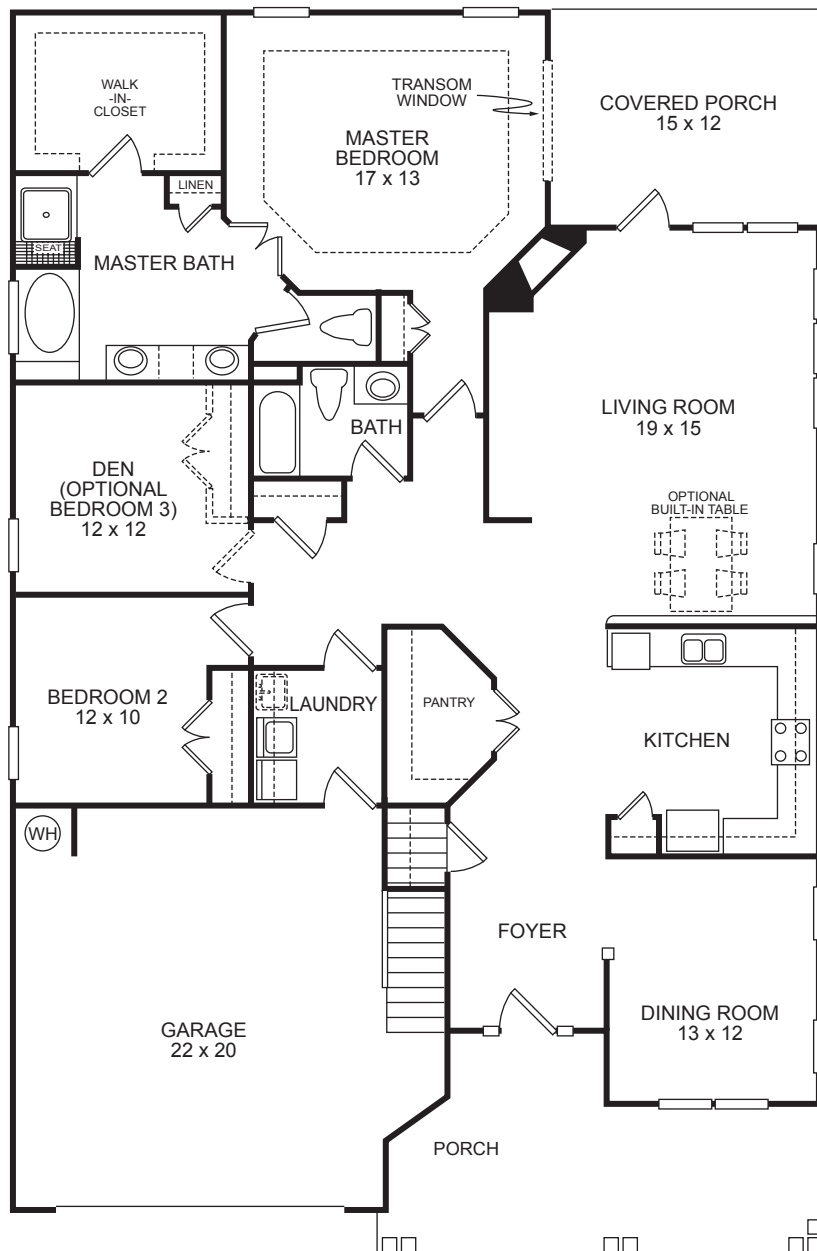 WALK
-IN-
CLOSET
TRANSOM
WINDOW
COVERED PORCH
15 x 12
MASTER
BEDROOM
17 x 13
LINEN
SEAT
MASTER BATH
LIVING ROOM
19 x 15
BATH
DEN
(OPTIONAL
BEDROOM 3)
12 x 12
OPTIONAL
BUILT-IN TABLE
BEDROOM 2
12 x 10
LAUNDRY
PANTRY
KITCHEN
WH
FOYER
GARAGE
22 x 20
DINING ROOM
13 x 12
PORCH